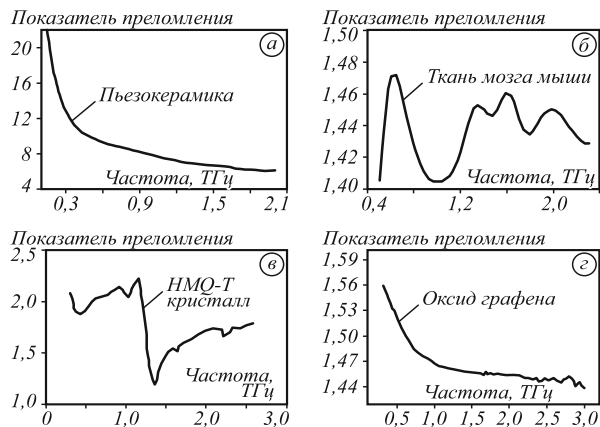 Показатель преломления
20
16
12
8
4
а
Пьезокерамика
Частота, ТГц
0,3 0,9 1,5 2,1
Показатель преломления
1,50
1,46
1,44
1,42
1,40
б
Ткань мозга мыши
Частота, ТГц
0,4 1,2 2,0
Показатель преломления
2,5
2,0
1,5
1,0
в
HMQ-T
кристалл
Частота,
ТГц
0 1,0 2,0 3,0
Показатель преломления
1,59
1,56
1,53
1,50
1,47
1,44
г
Оксид графена
Частота, ТГц
0,5 1,0 1,5 2,0 2,5 3,0